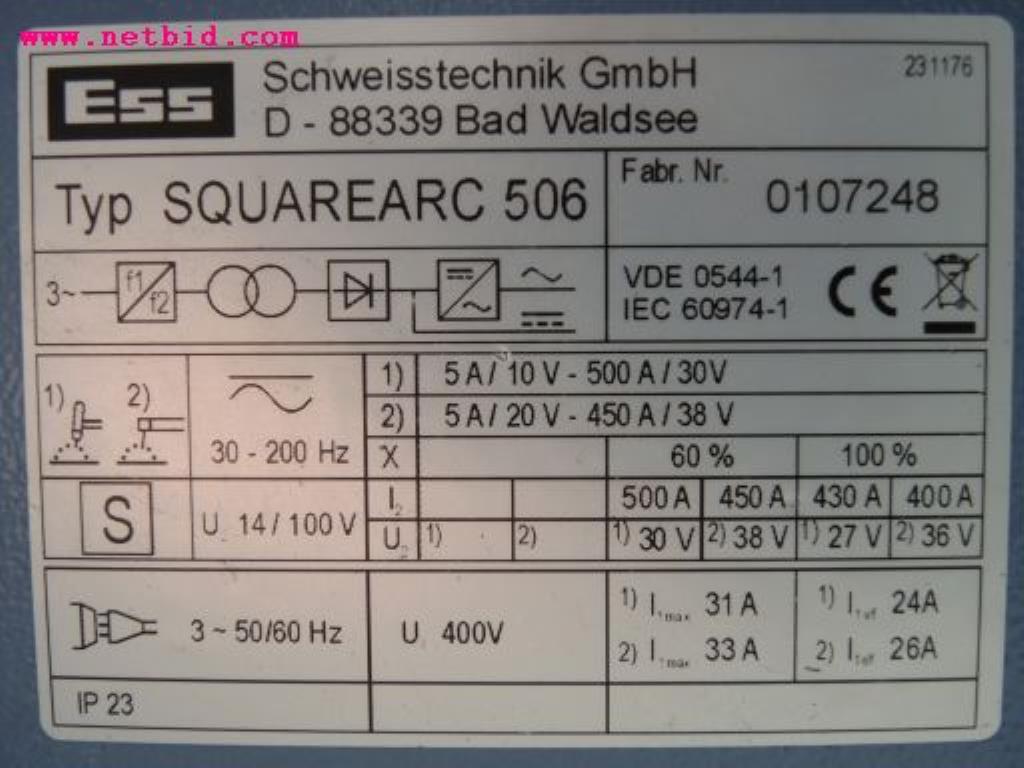 www.netbid.com
Ess
Schweisstechnik GmbH
D - 88339 Bad Waldsee
231176
Typ SQUAREARC 506
Fabr. Nr. 0107248
3~ f1 f2
VDE 0544-1
IEC 60974-1
CE
1) 2)
30 - 200 Hz
1) 5 A / 10 V - 500 A / 30V
2) 5 A / 20 V - 450 A / 38 V
X 60 % 100 %
S
U 14 / 100 V
I2 500 A 450 A 430 A 400 A
U2 1) 2) 1) 30 V 2) 38 V 1) 27 V 2) 36 V
3 ~ 50/60 Hz
U 400V
1) I1max 31 A
2) I1max 33 A
1) I1eff 24A
2) I1eff 26A
IP 23